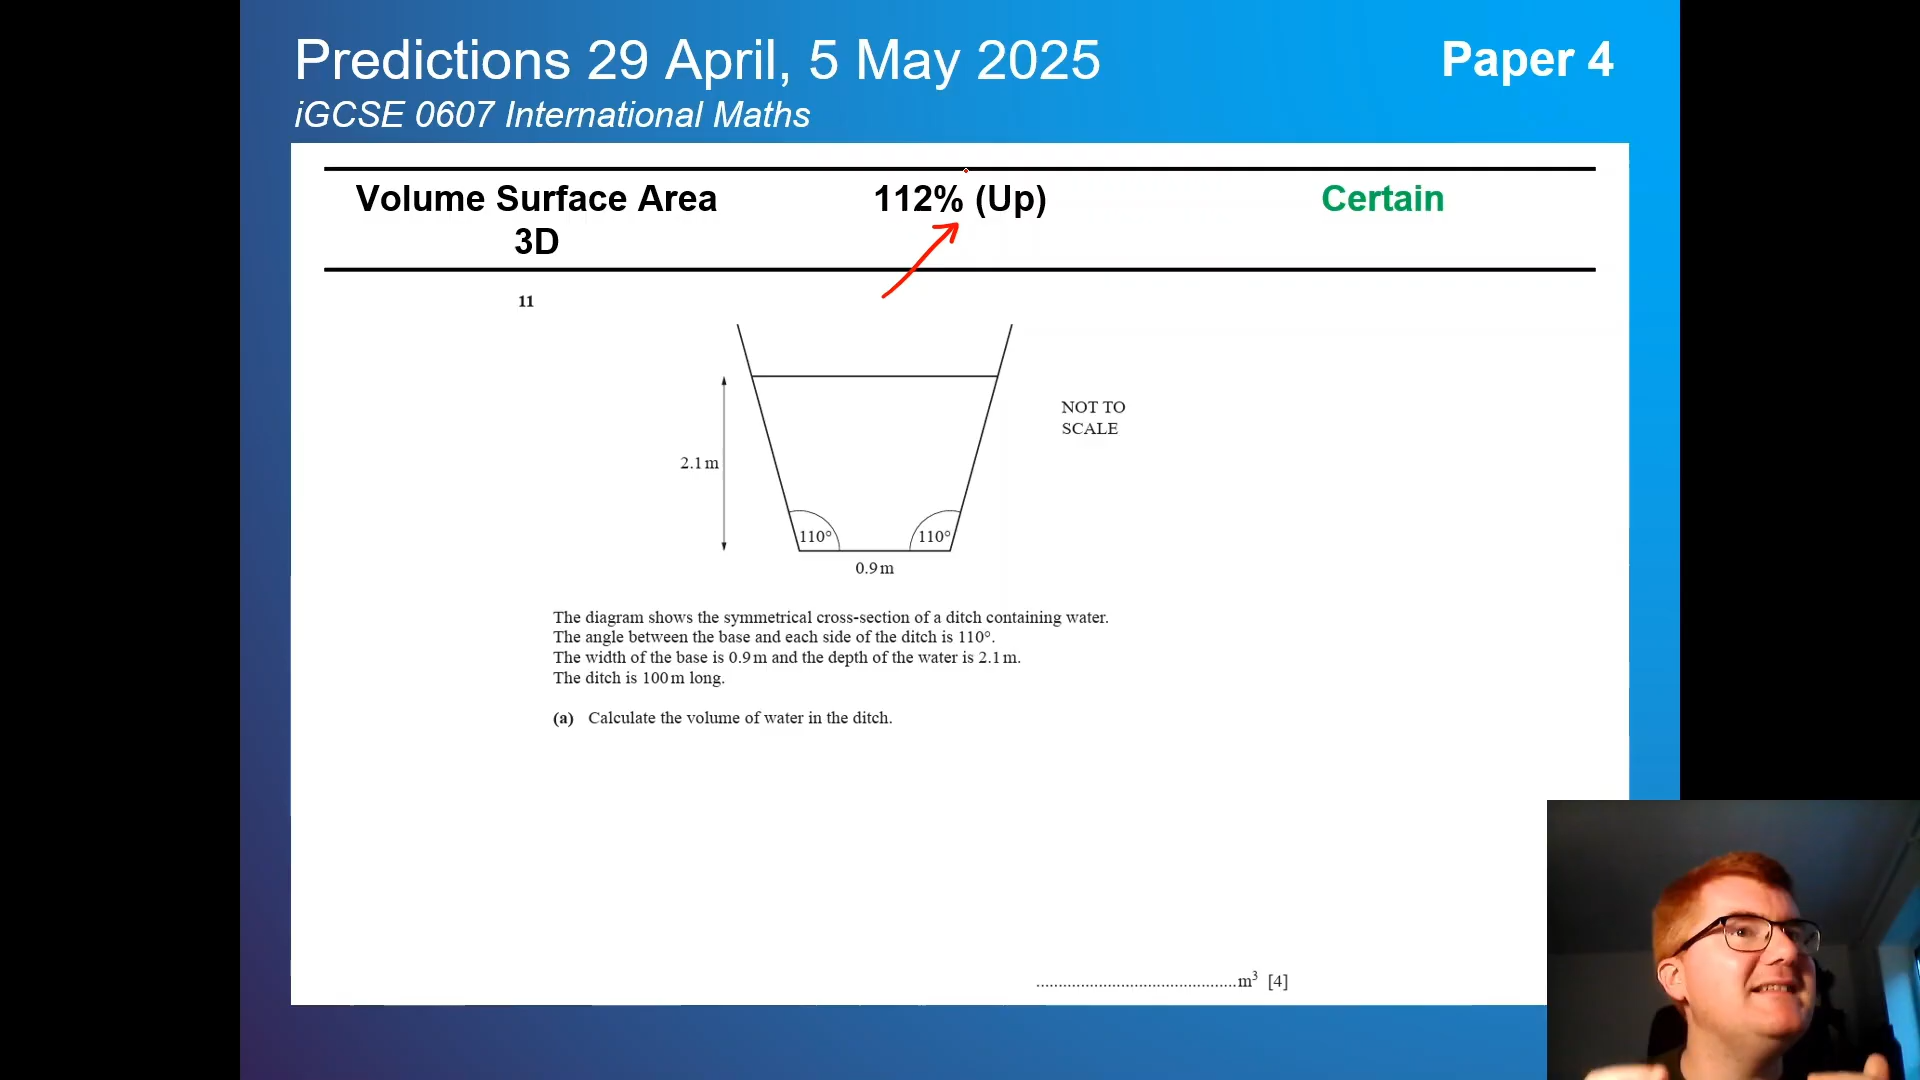 Predictions 29 April, 5 May 2025
Paper 4
iGCSE 0607 International Maths
Volume Surface Area
3D
112% (Up)
Certain
11
NOT TO
SCALE
2.1 m
110°
110°
0.9 m
The diagram shows the symmetrical cross-section of a ditch containing water.
The angle between the base and each side of the ditch is 110°.
The width of the base is 0.9 m and the depth of the water is 2.1 m.
The ditch is 100 m long.
(a) Calculate the volume of water in the ditch.
............................................ m³ [4]